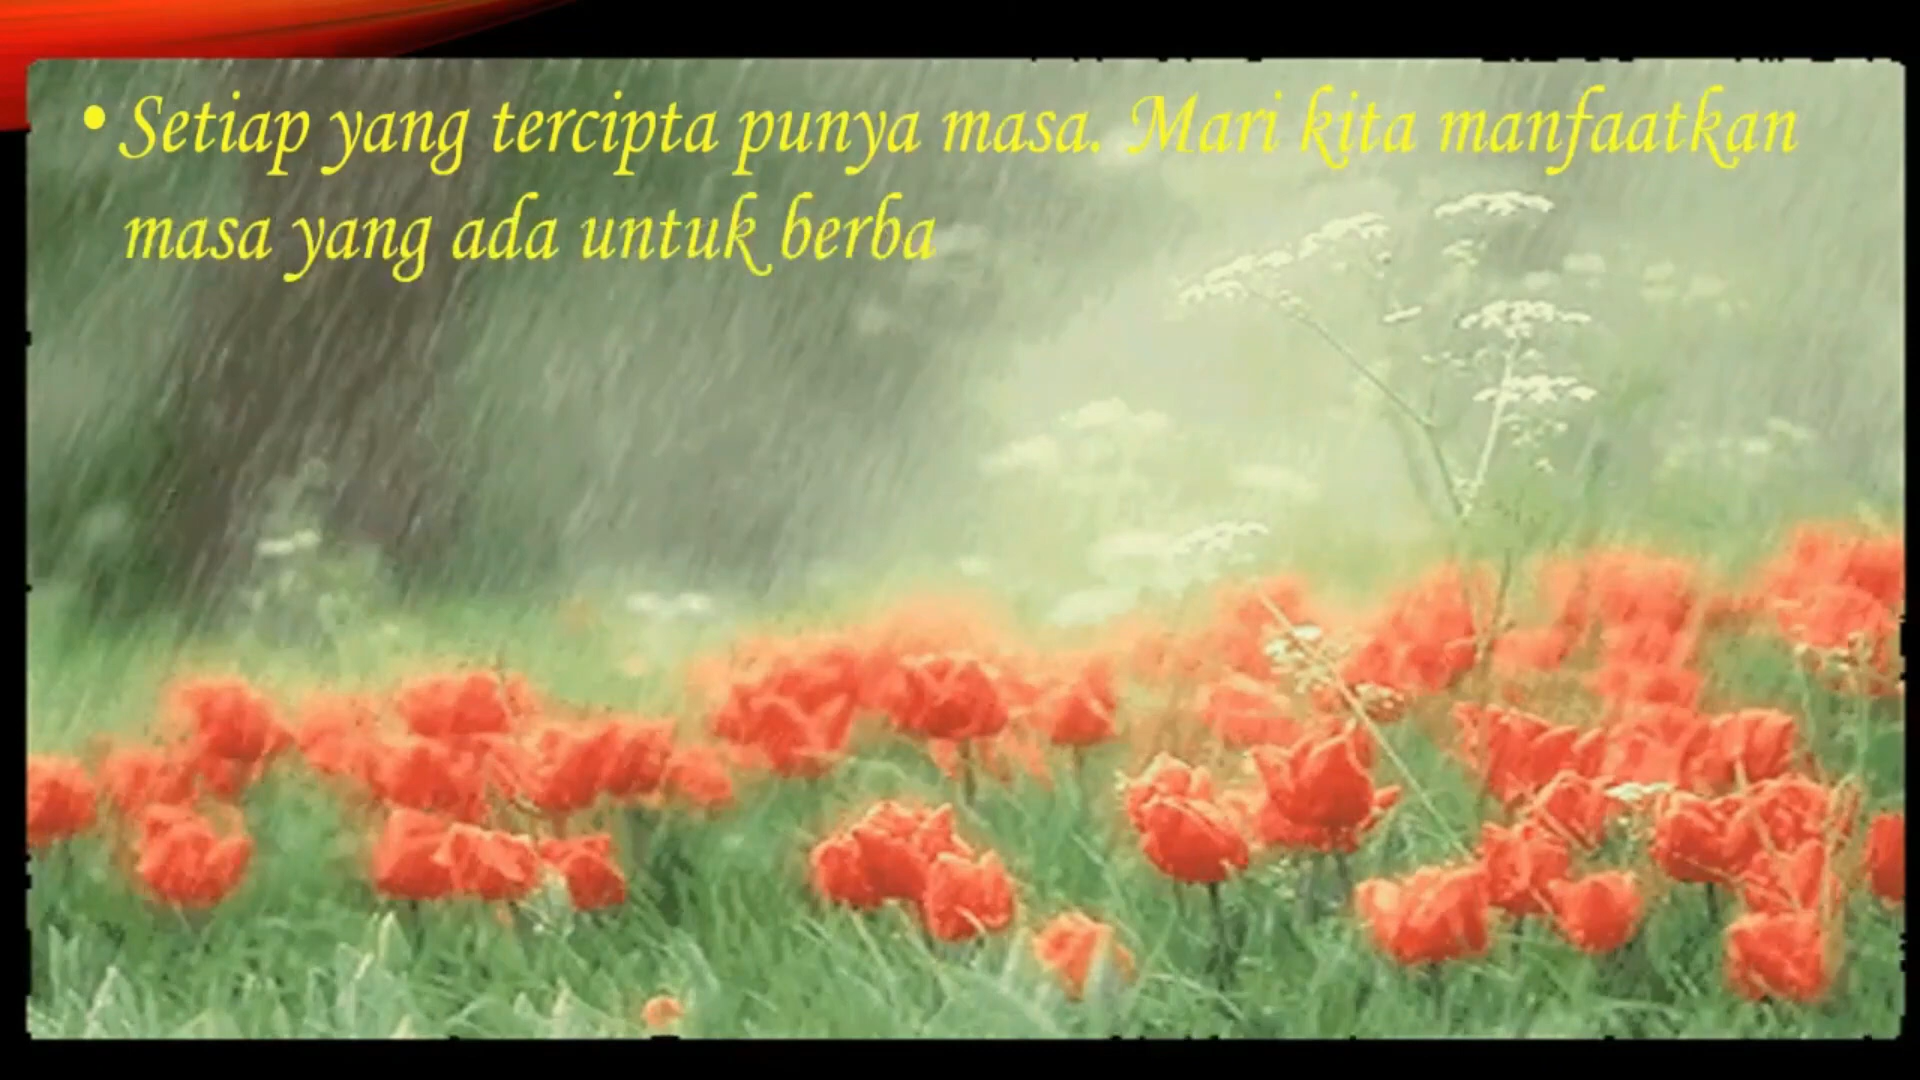 • Setiap yang tercipta punya masa. Mari kita manfaatkan
masa yang ada untuk berba